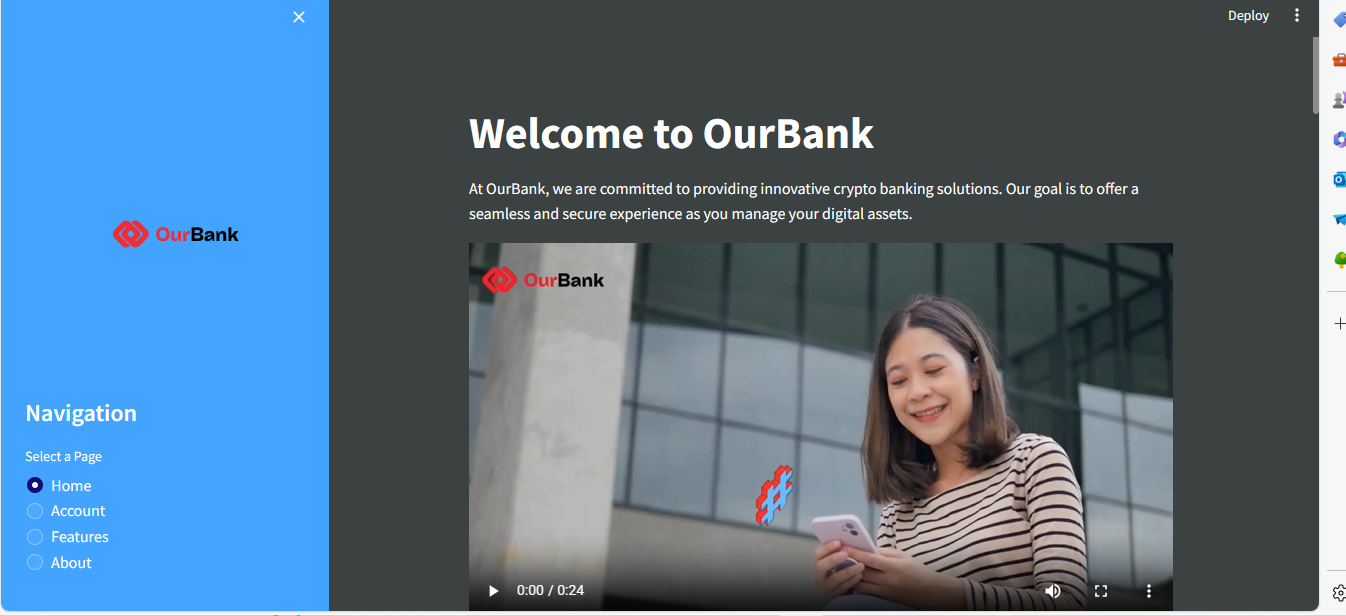 Deploy
OurBank
Navigation
Select a Page
Home
Account
Features
About
Welcome to OurBank
At OurBank, we are committed to providing innovative crypto banking solutions. Our goal is to offer a
seamless and secure experience as you manage your digital assets.
OurBank
#
0:00 / 0:24